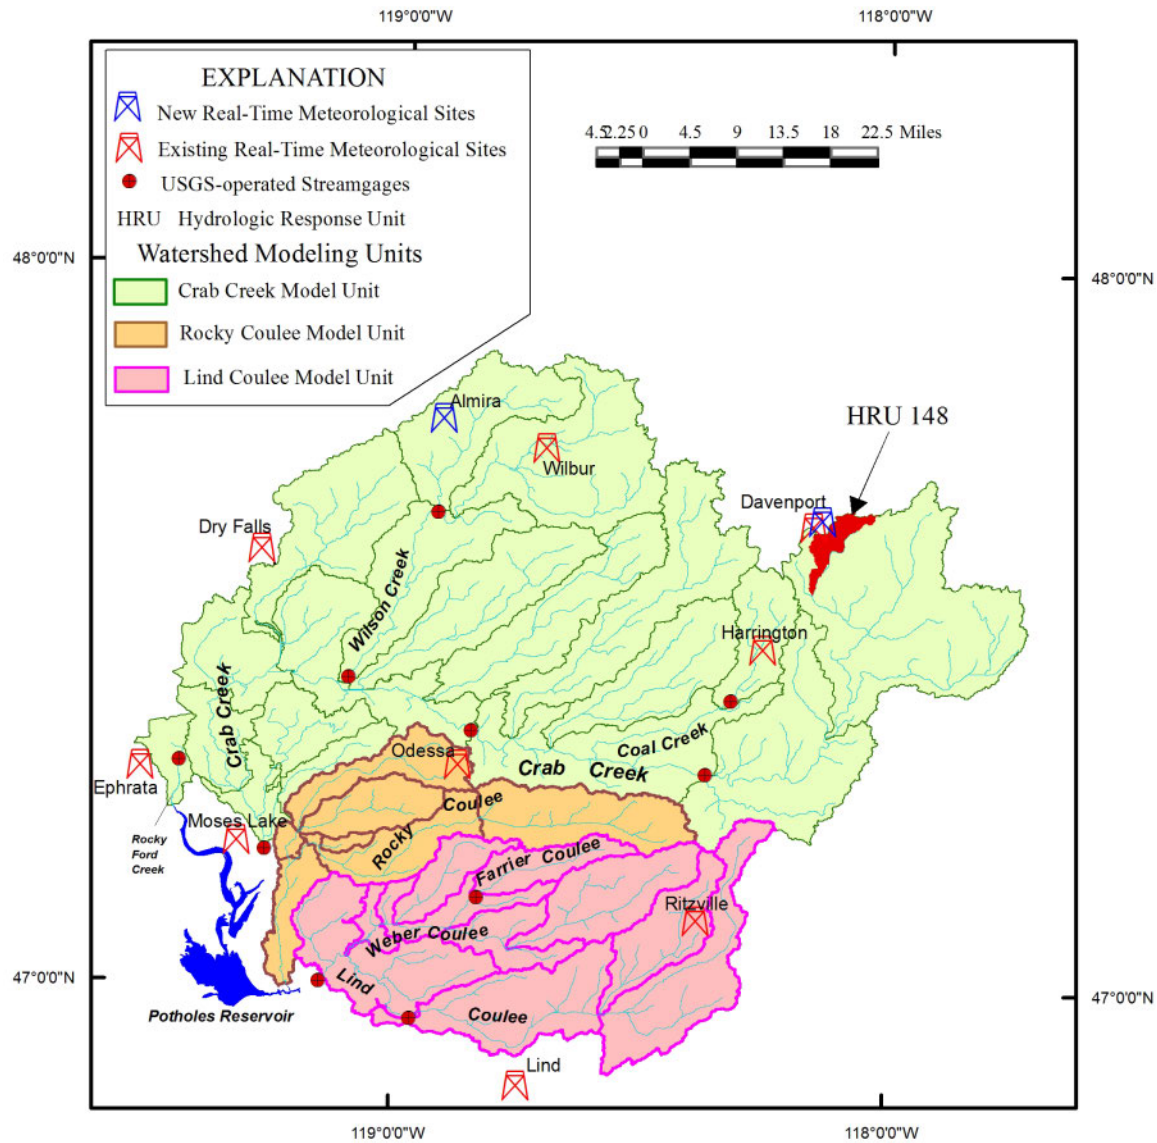 119°0'0"W 118°0'0"W
EXPLANATION
New Real-Time Meteorological Sites
Existing Real-Time Meteorological Sites
USGS-operated Streamgages
HRU Hydrologic Response Unit
Watershed Modeling Units
Crab Creek Model Unit
Rocky Coulee Model Unit
Lind Coulee Model Unit
4.52.25 0 4.5 9 13.5 18 22.5 Miles
48°0'0"N
48°0'0"N
Almira
Wilbur
HRU 148
Davenport
Dry Falls
Wilson Creek
Harrington
Crab Creek
Coal Creek
Odessa
Crab Creek
Ephrata
Coulee
Rocky
Moses Lake
Rocky
Ford
Creek
Farrier Coulee
Ritzville
Weber Coulee
Lind
Coulee
47°0'0"N
47°0'0"N
Potholes Reservoir
Lind
119°0'0"W 118°0'0"W